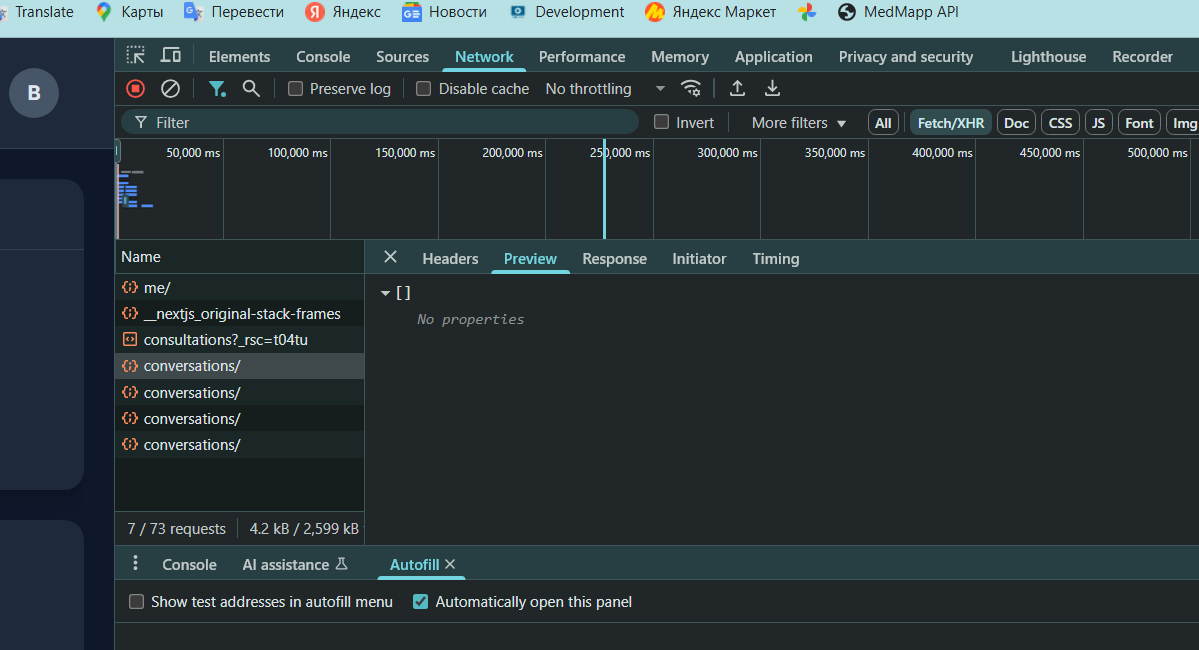 Translate Карты Перевести Яндекс Новости Development Яндекс Маркет MedMapp API
B
Elements Console Sources Network Performance Memory Application Privacy and security Lighthouse Recorder
Preserve log Disable cache No throttling
Filter Invert More filters All Fetch/XHR Doc CSS JS Font Img
50,000 ms 100,000 ms 150,000 ms 200,000 ms 250,000 ms 300,000 ms 350,000 ms 400,000 ms 450,000 ms 500,000 ms
Name Headers Preview Response Initiator Timing
me/
[]
__nextjs_original-stack-frames
No properties
consultations?_rsc=t04tu
conversations/
conversations/
conversations/
conversations/
7 / 73 requests 4.2 kB / 2,599 kB
Console AI assistance Autofill
Show test addresses in autofill menu Automatically open this panel